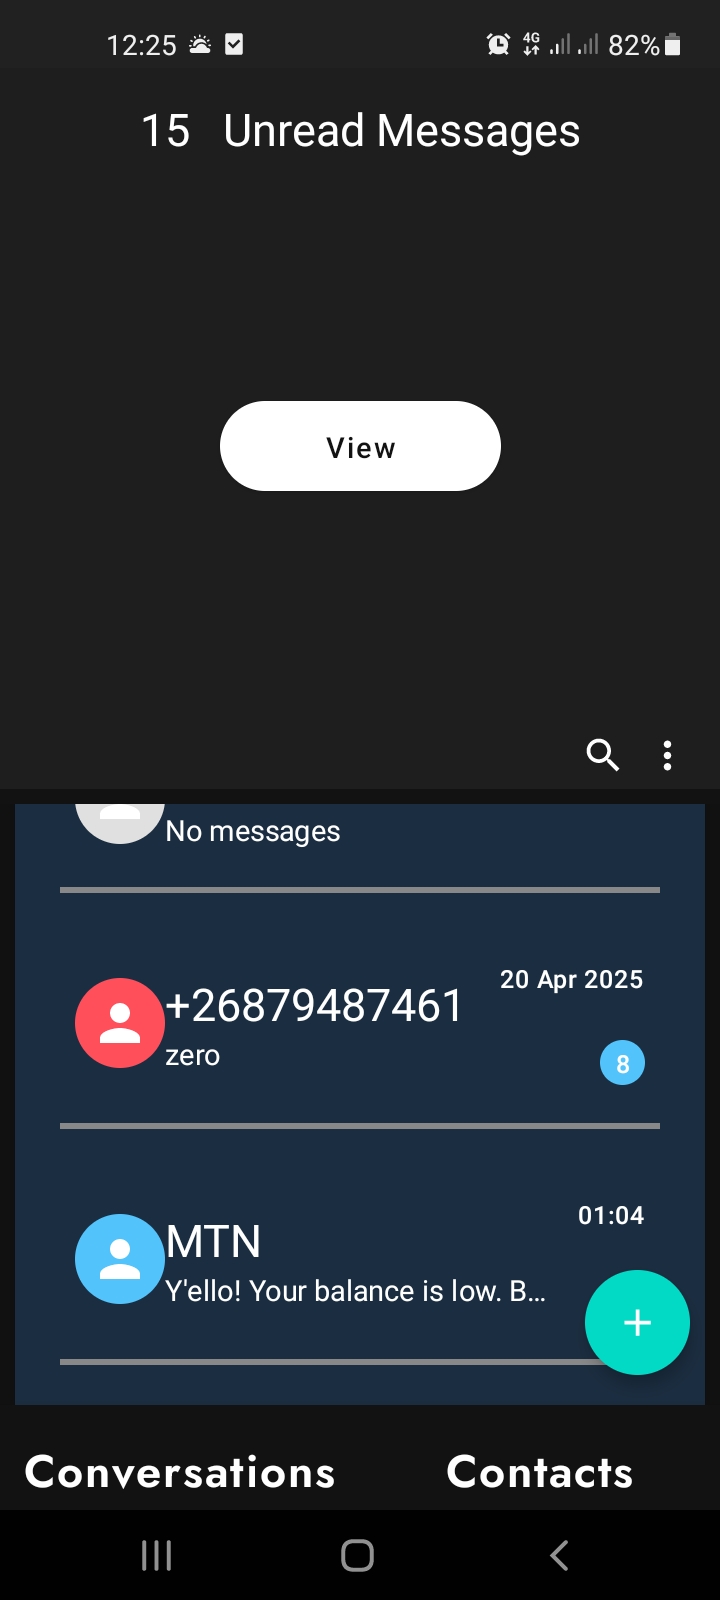 12:25 4G 82%
15 Unread Messages
View
No messages
20 Apr 2025
+26879487461
zero
8
01:04
MTN
Y'ello! Your balance is low. B...
+
Conversations Contacts